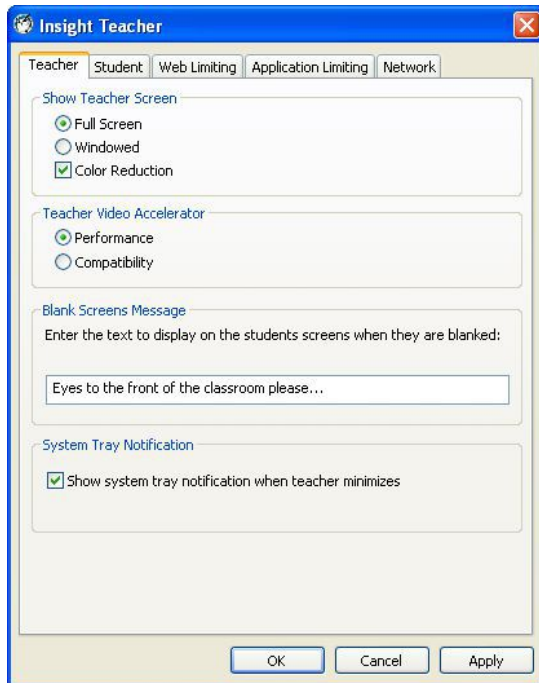 Insight Teacher
Teacher Student Web Limiting Application Limiting Network
Show Teacher Screen
Full Screen
Windowed
Color Reduction
Teacher Video Accelerator
Performance
Compatibility
Blank Screens Message
Enter the text to display on the students screens when they are blanked:
Eyes to the front of the classroom please...
System Tray Notification
Show system tray notification when teacher minimizes
OK Cancel Apply